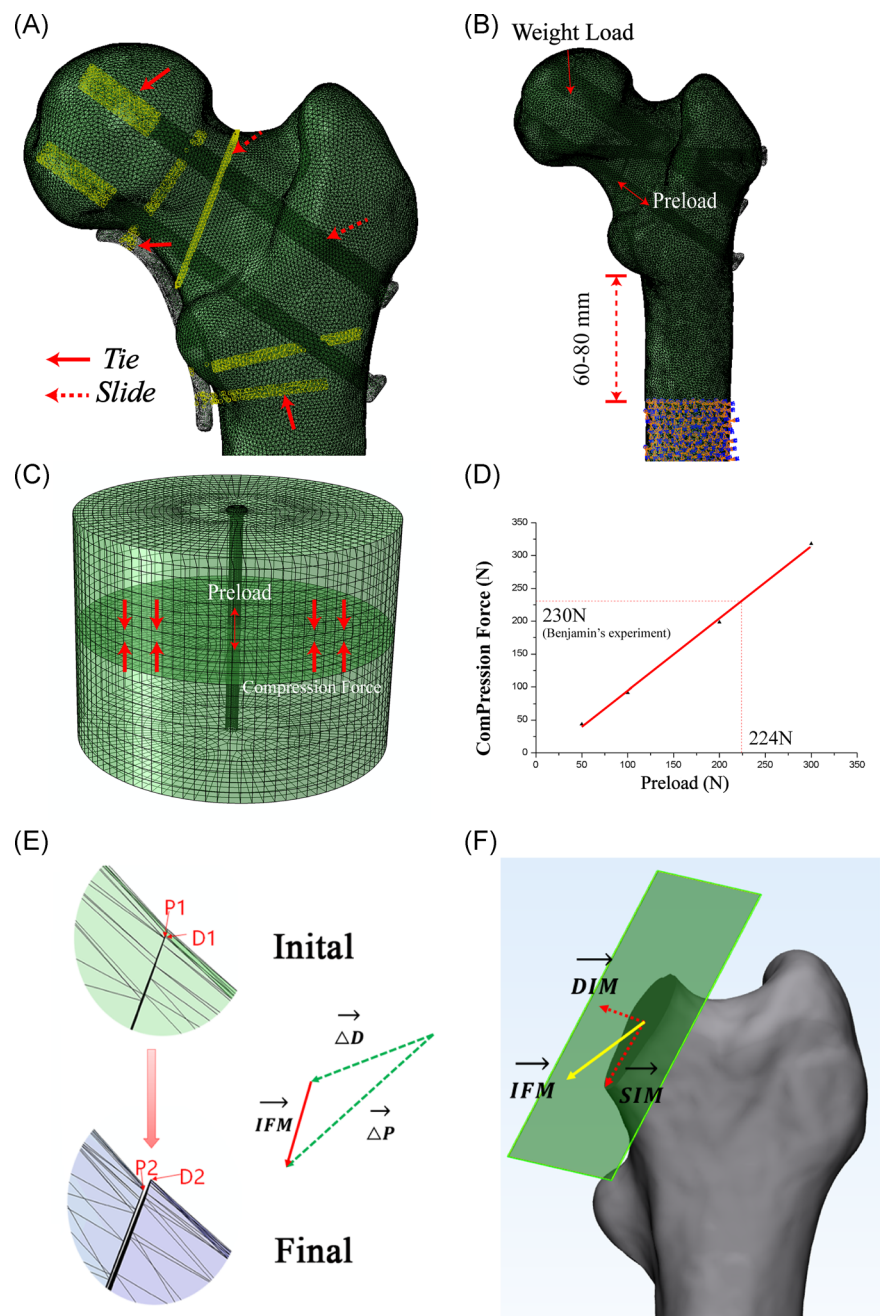 (A)
Tie
Slide
(B)
Weight Load
Preload
60-80 mm
(C)
Preload
Compression Force
(D)
ComPression Force (N)
350
300
250
200
150
100
50
0
230N
(Benjamin's experiment)
224N
0 50 100 150 200 250 300 350
Preload (N)
(E)
P1
D1
Inital
△D
IFM
△P
P2
D2
Final
(F)
DIM
IFM
SIM